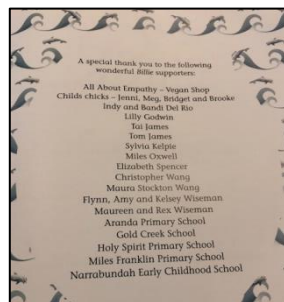 A special thank you to the following
wonderful Billie supporters:
All About Empathy – Vegan Shop
Childs chicks – Jenni, Meg, Bridget and Brooke
Indy and Bandi Del Rio
Lilly Godwin
Tai James
Tom James
Sylvia Kelpie
Miles Oxwell
Elizabeth Spencer
Christopher Wang
Maura Stockton Wang
Flynn, Amy and Kelsey Wiseman
Maureen and Rex Wiseman
Aranda Primary School
Gold Creek School
Holy Spirit Primary School
Miles Franklin Primary School
Narrabundah Early Childhood School